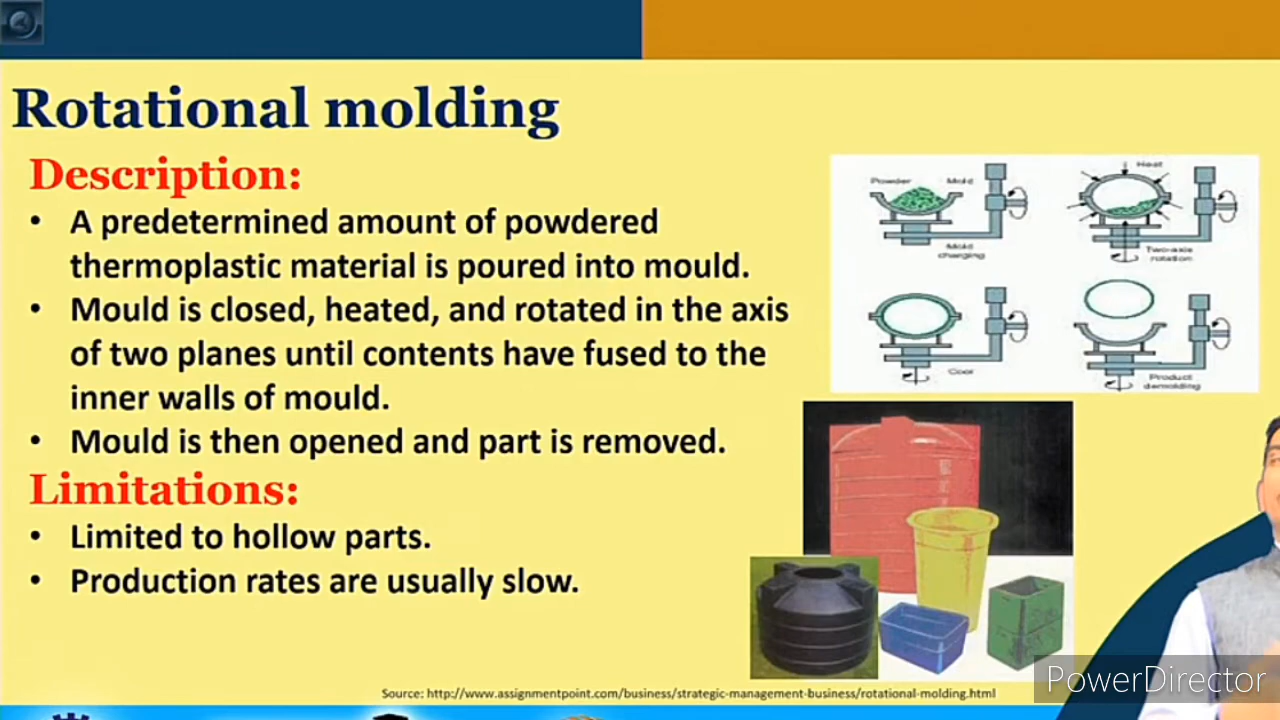 Rotational molding
Description:
• A predetermined amount of powdered
thermoplastic material is poured into mould.
• Mould is closed, heated, and rotated in the axis
of two planes until contents have fused to the
inner walls of mould.
• Mould is then opened and part is removed.
Limitations:
• Limited to hollow parts.
• Production rates are usually slow.
Powder Mold
Mold
charging
Heat
Two-axis
rotation
Cool
Product
demolding
Source: http://www.assignmentpoint.com/business/strategic-management-business/rotational-molding.html
PowerDirector